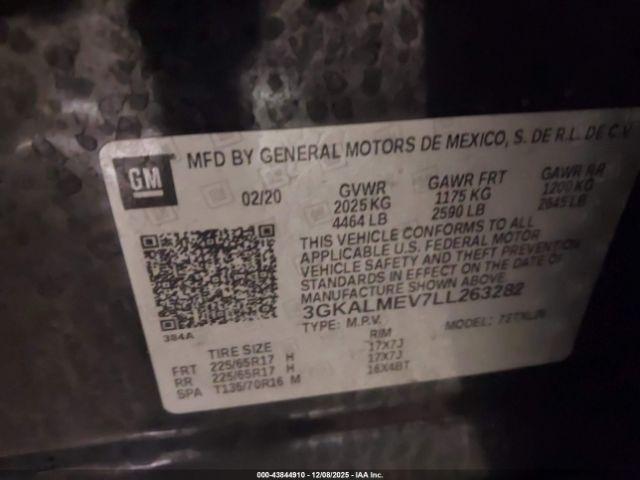 GM
MFD BY GENERAL MOTORS DE MEXICO, S. DE R.L. DE C.V.
02/20 GVWR GAWR FRT GAWR RR
2025 KG 1175 KG 1200 KG
4464 LB 2590 LB 2645 LB
THIS VEHICLE CONFORMS TO ALL
APPLICABLE U.S. FEDERAL MOTOR
VEHICLE SAFETY AND THEFT PREVENTION
STANDARDS IN EFFECT ON THE DATE OF
MANUFACTURE SHOWN ABOVE
3GKALMEV7LL263282
TYPE: M.P.V. MODEL:
384A
TIRE SIZE RIM
FRT 225/65R17 H 17X7J
RR 225/65R17 H 17X7J
SPA T135/70R16 M 16X4BT
000-43844910 - 12/08/2025 - IAA Inc.